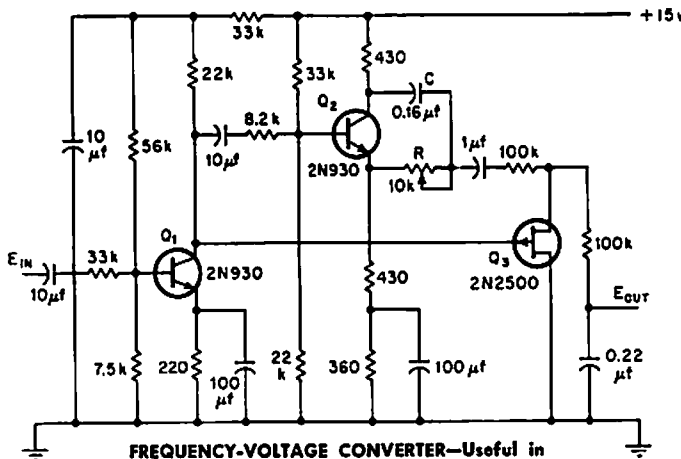 +15v
33k
430
22k
33k
C
Q2
0.16 μf
8.2k
10 μf
56k
10 μf
2N930
R
10k
1μf
100k
Q1
EIN
33k
2N930
10μf
Q3
2N2500
100k
EOUT
430
7.5k
220
100 μf
22 k
360
100 μf
0.22 μf
FREQUENCY-VOLTAGE CONVERTER—Useful in